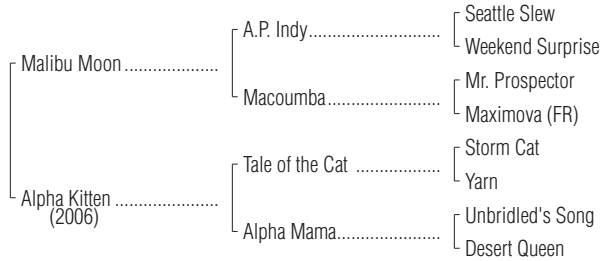 Seattle Slew
A.P. Indy............................
Weekend Surprise
Malibu Moon ....................
Mr. Prospector
Macoumba........................
Maximova (FR)
Storm Cat
Tale of the Cat ..................
Yarn
Alpha Kitten ......................
(2006)
Unbridled's Song
Alpha Mama......................
Desert Queen